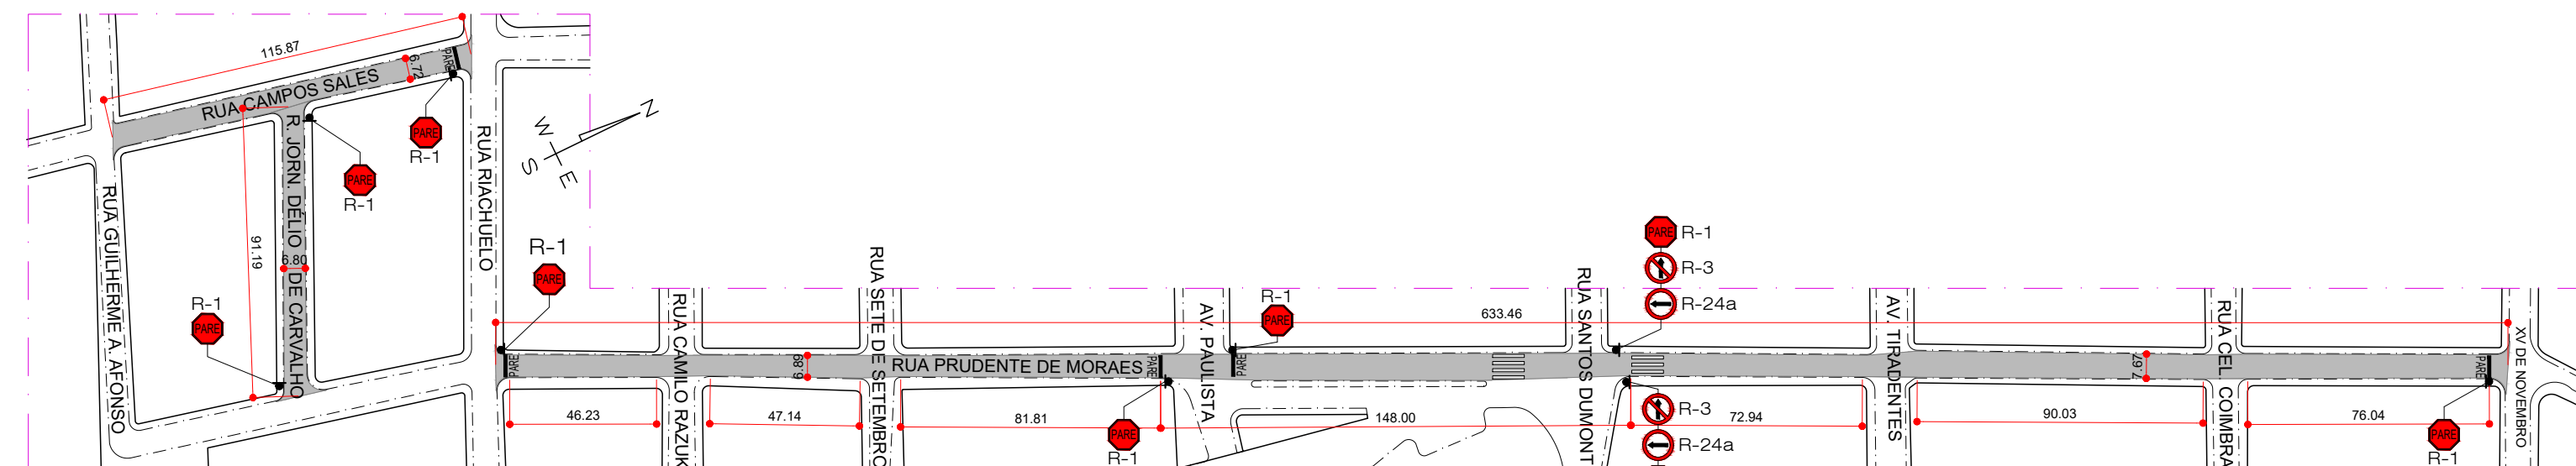 115.87
6.72
PARE
RUA CAMPOS SALES
PARE
R-1
PARE
R-1
R. JORN. DÉLIO DE CARVALHO
91.19
6.80
R-1
PARE
RUA GUILHERME A. AFONSO
RUA RIACHUELO
N
W
S
E
R-1
PARE
PARE
633.46
RUA CAMILO RAZUK
6.89
RUA SETE DE SETEMBRO
RUA PRUDENTE DE MORAES
PARE
AV. PAULISTA
PARE
R-1
PARE
RUA SANTOS DUMONT
PARE
R-1
R-3
R-24a
AV. TIRADENTES
7.67
RUA CEL. COIMBRA
PARE
XV DE NOVEMBRO
46.23
47.14
81.81
148.00
72.94
90.03
76.04
PARE
R-1
R-3
R-24a
PARE
R-1